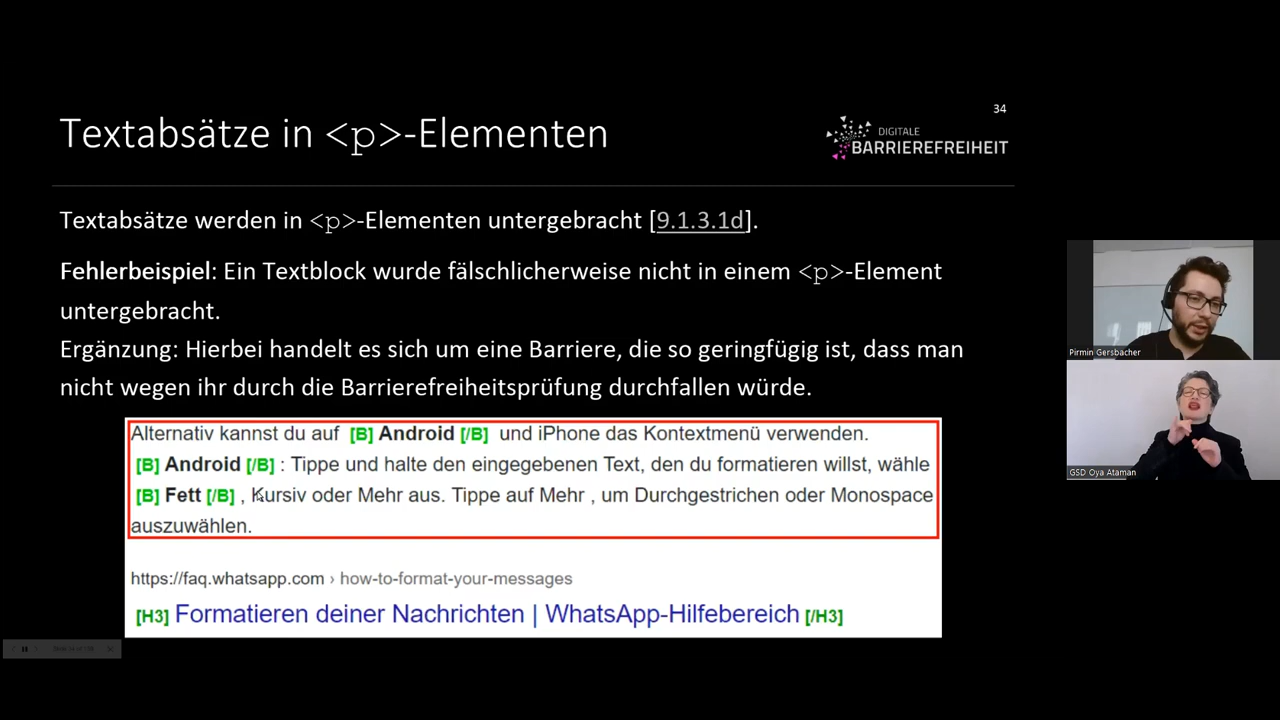 34
Textabsätze in <p>-Elementen
DIGITALE
BARRIEREFREIHEIT
Textabsätze werden in <p>-Elementen untergebracht [9.1.3.1d].
Fehlerbeispiel: Ein Textblock wurde fälschlicherweise nicht in einem <p>-Element
untergebracht.
Ergänzung: Hierbei handelt es sich um eine Barriere, die so geringfügig ist, dass man
nicht wegen ihr durch die Barrierefreiheitsprüfung durchfallen würde.
Alternativ kannst du auf [B] Android [/B] und iPhone das Kontextmenü verwenden.
[B] Android [/B] : Tippe und halte den eingegebenen Text, den du formatieren willst, wähle
[B] Fett [/B] , Kursiv oder Mehr aus. Tippe auf Mehr , um Durchgestrichen oder Monospace
auszuwählen.
https://faq.whatsapp.com › how-to-format-your-messages
[H3] Formatieren deiner Nachrichten | WhatsApp-Hilfebereich [/H3]
Pirmin Gersbacher
GSD Oya Ataman